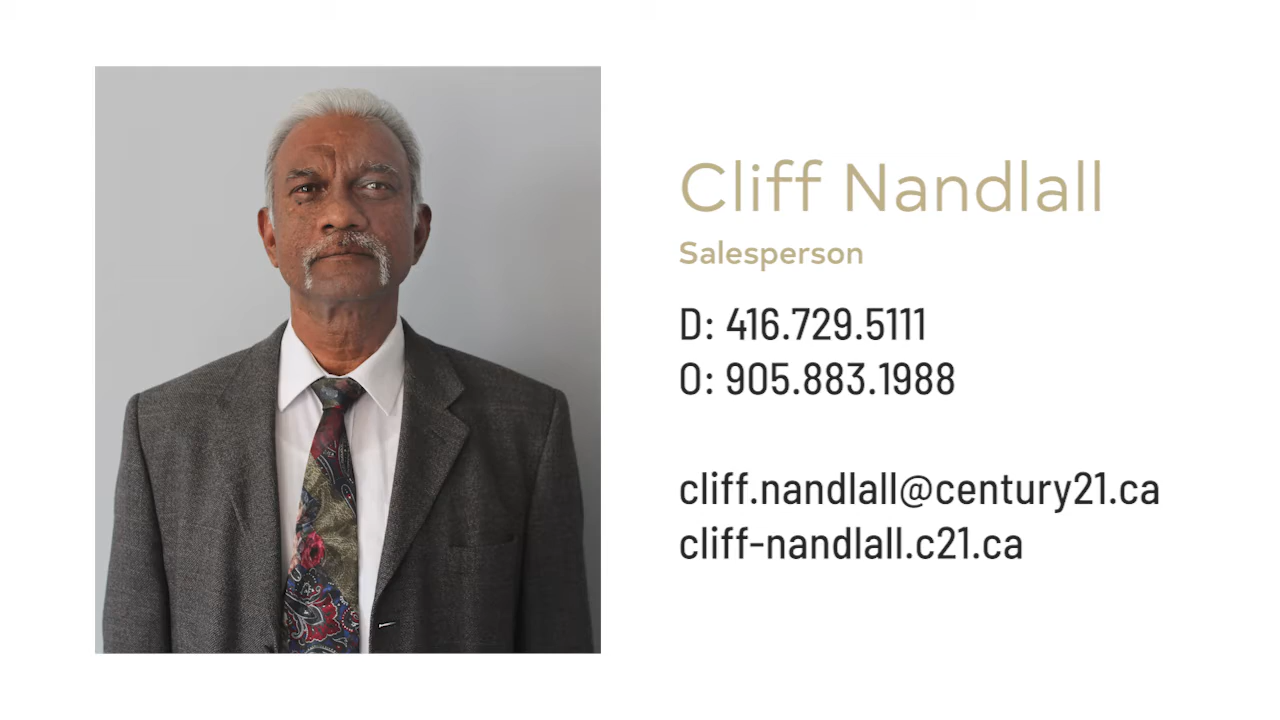 Cliff Nandlall
Salesperson
D: 416.729.5111
O: 905.883.1988
cliff.nandlall@century21.ca
cliff-nandlall.c21.ca